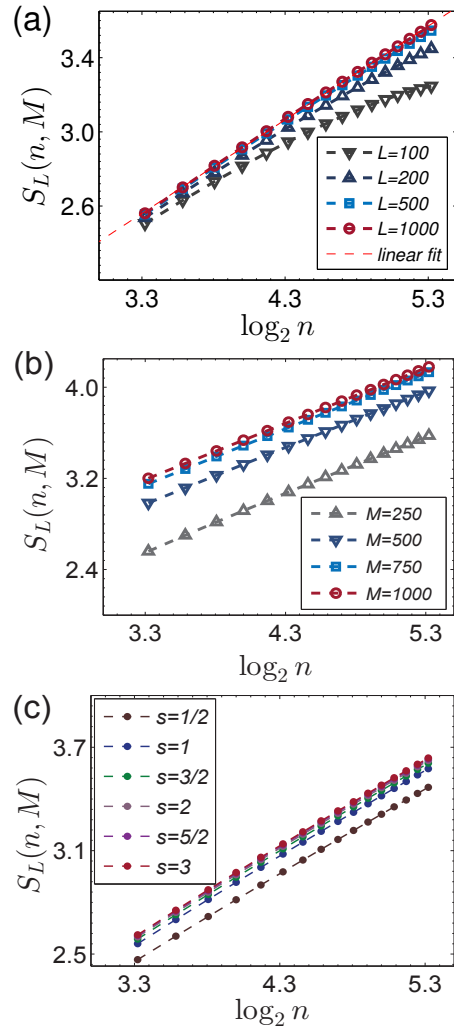 (a)
S_L(n, M)
3.4
3.0
2.6
L=100
L=200
L=500
L=1000
linear fit
3.3 4.3 5.3
log₂ n
(b)
S_L(n, M)
4.0
3.2
2.4
M=250
M=500
M=750
M=1000
3.3 4.3 5.3
log₂ n
(c)
S_L(n, M)
3.7
3.1
2.5
s=1/2
s=1
s=3/2
s=2
s=5/2
s=3
3.3 4.3 5.3
log₂ n